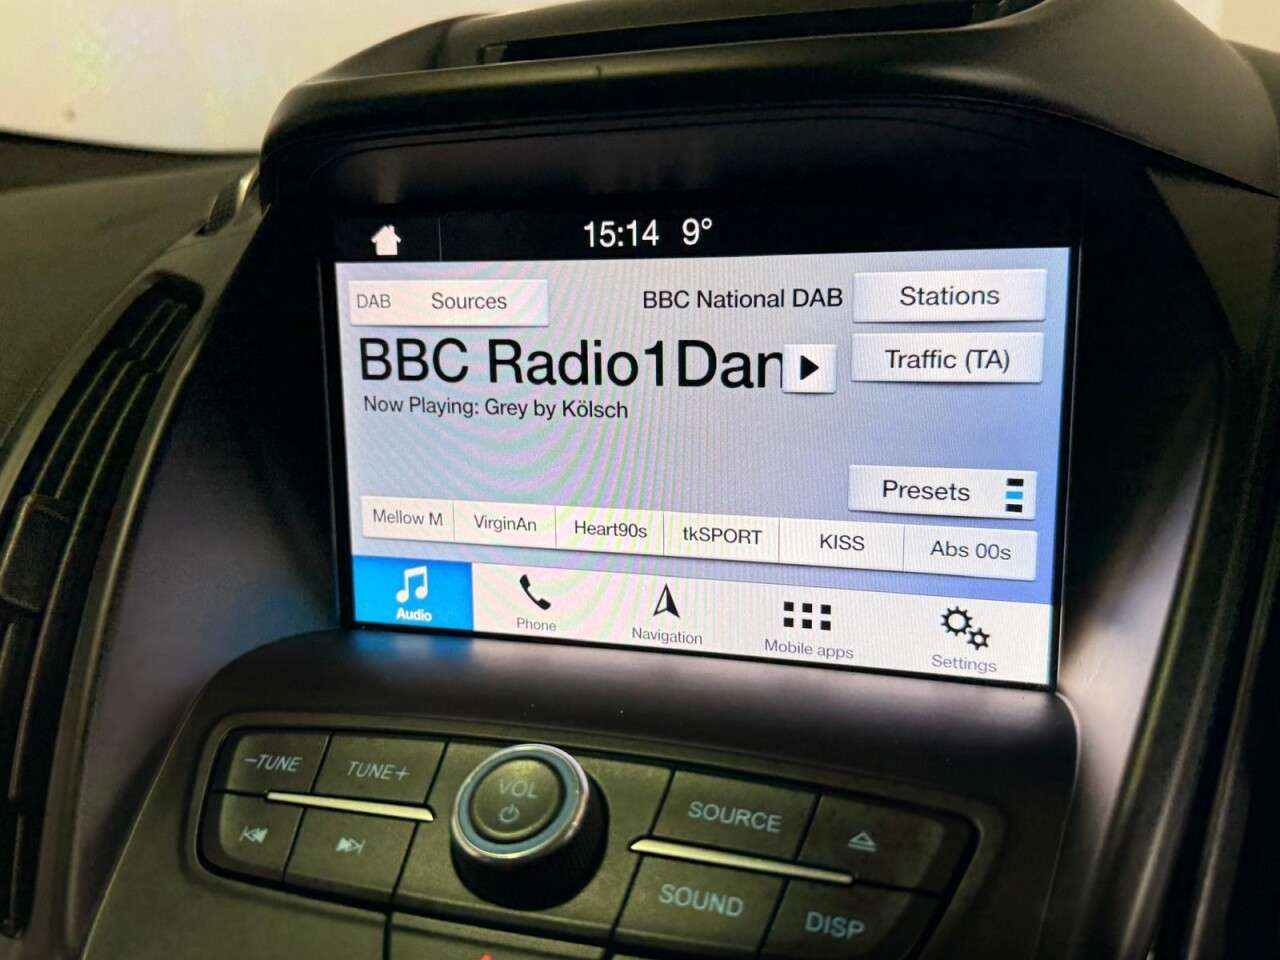 15:14 9°
DAB Sources BBC National DAB Stations
BBC Radio1Dan
Traffic (TA)
Now Playing: Grey by Kölsch
Presets
Mellow M VirginAn Heart90s tkSPORT KISS Abs 00s
Audio Phone Navigation Mobile apps Settings
-TUNE TUNE+ VOL SOURCE
SOUND DISP